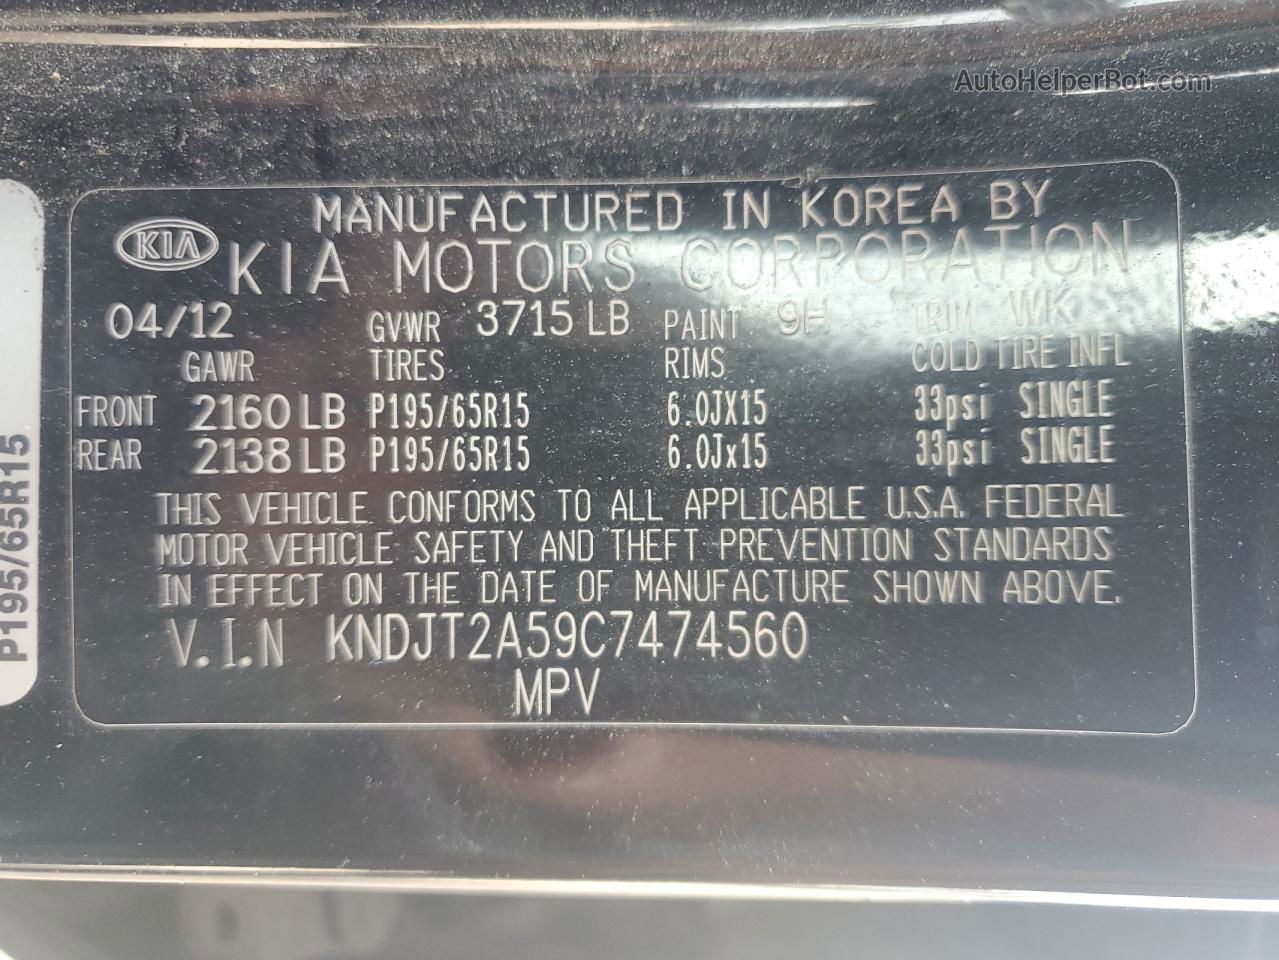 AutoHelperBot.com
MANUFACTURED IN KOREA BY
KIA KIA MOTORS CORPORATION
04/12 GVWR 3715 LB PAINT 9H TRIM WK
GAWR TIRES RIMS COLD TIRE INFL
FRONT 2160 LB P195/65R15 6.0JX15 33psi SINGLE
REAR 2138 LB P195/65R15 6.0Jx15 33psi SINGLE
THIS VEHICLE CONFORMS TO ALL APPLICABLE U.S.A. FEDERAL
MOTOR VEHICLE SAFETY AND THEFT PREVENTION STANDARDS
IN EFFECT ON THE DATE OF MANUFACTURE SHOWN ABOVE.
V.I.N KNDJT2A59C7474560
MPV
P195/65R15